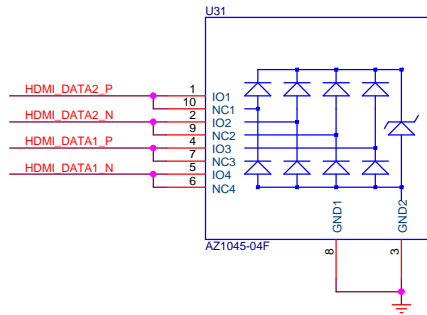 U31
HDMI_DATA2_P 1 IO1
10 NC1
HDMI_DATA2_N 2 IO2
9 NC2
HDMI_DATA1_P 4 IO3
7 NC3
HDMI_DATA1_N 5 IO4
6 NC4
GND1
GND2
AZ1045-04F
8
3